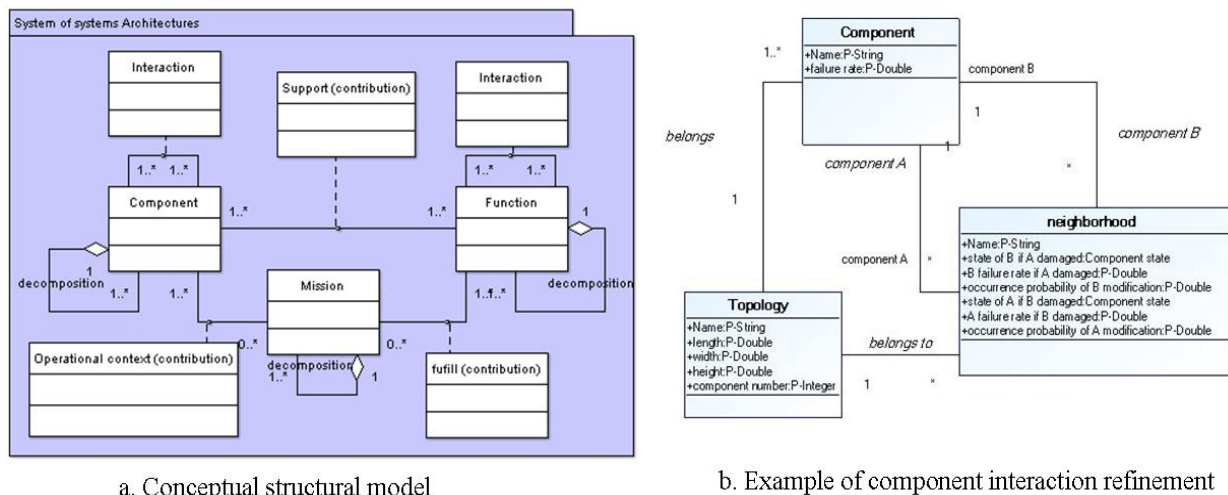 System of systems Architectures
Interaction
Support (contribution)
Interaction
1..* 1..*
1..* 1..*
Component
1..*
1..*
Function
1
1
decomposition
1..*
1..*
Mission
1..
1..*
decomposition
0..*
0..*
decomposition
1..*
1
Operational context (contribution)
fufill (contribution)
a. Conceptual structural model
Component
+Name:P-String
+failure rate:P-Double
1..*
component B
1
belongs
component A
1
component B
*
1
component A
*
neighborhood
+Name:P-String
+state of B if A damaged:Component state
+B failure rate if A damaged:P-Double
+occurrence probability of B modification:P-Double
+state of A if B damaged:Component state
+A failure rate if B damaged:P-Double
+occurrence probability of A modification:P-Double
Topology
+Name:P-String
+length:P-Double
+width:P-Double
+height:P-Double
+component number:P-Integer
belongs to
1
*
b. Example of component interaction refinement